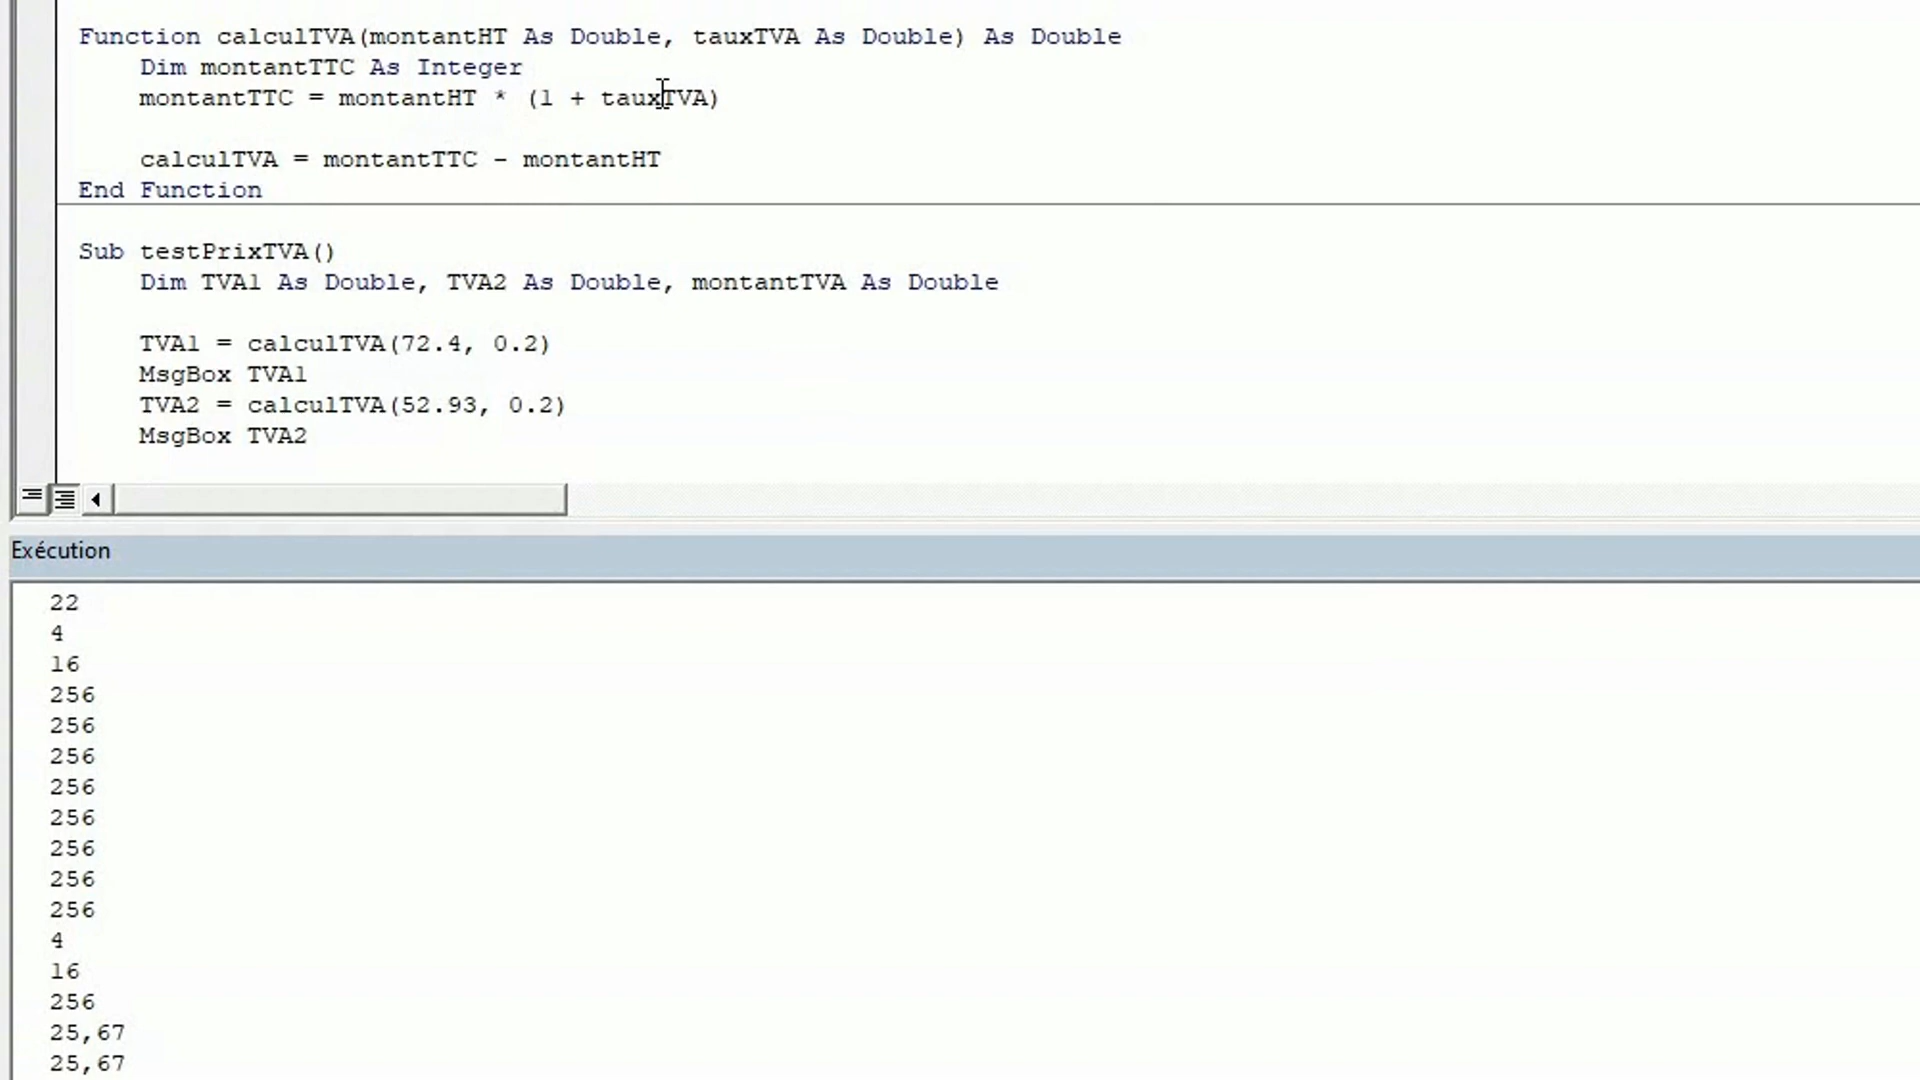 Function calculTVA(montantHT As Double, tauxTVA As Double) As Double
Dim montantTTC As Integer
montantTTC = montantHT * (1 + tauxTVA)
calculTVA = montantTTC - montantHT
End Function
Sub testPrixTVA()
Dim TVA1 As Double, TVA2 As Double, montantTVA As Double
TVA1 = calculTVA(72.4, 0.2)
MsgBox TVA1
TVA2 = calculTVA(52.93, 0.2)
MsgBox TVA2
Exécution
22
4
16
256
256
256
256
256
256
256
256
4
16
256
25,67
25,67